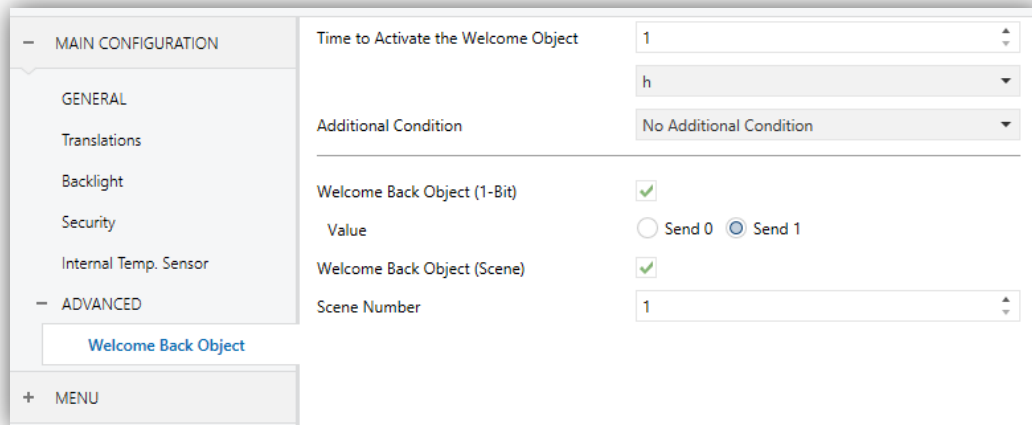 MAIN CONFIGURATION
GENERAL
Translations
Backlight
Security
Internal Temp. Sensor
ADVANCED
Welcome Back Object
MENU
Time to Activate the Welcome Object 1
h
Additional Condition No Additional Condition
Welcome Back Object (1-Bit)
Value Send 0 Send 1
Welcome Back Object (Scene)
Scene Number 1